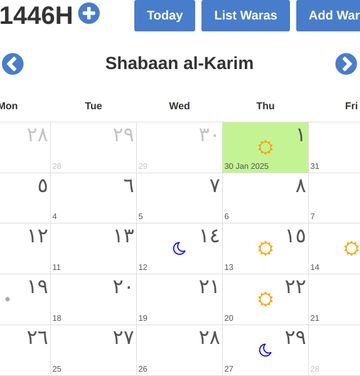 1446H Today List Waras Add War
Shabaan al-Karim
Mon Tue Wed Thu Fri
٢٨ ٢٩ ٣٠ ١
28 29 30 Jan 2025 31
٥ ٦ ٧ ٨
4 5 6 7
١٢ ١٣ ١٤ ١٥
11 12 13 14
١٩ ٢٠ ٢١ ٢٢
18 19 20 21
٢٦ ٢٧ ٢٨ ٢٩
25 26 27 28